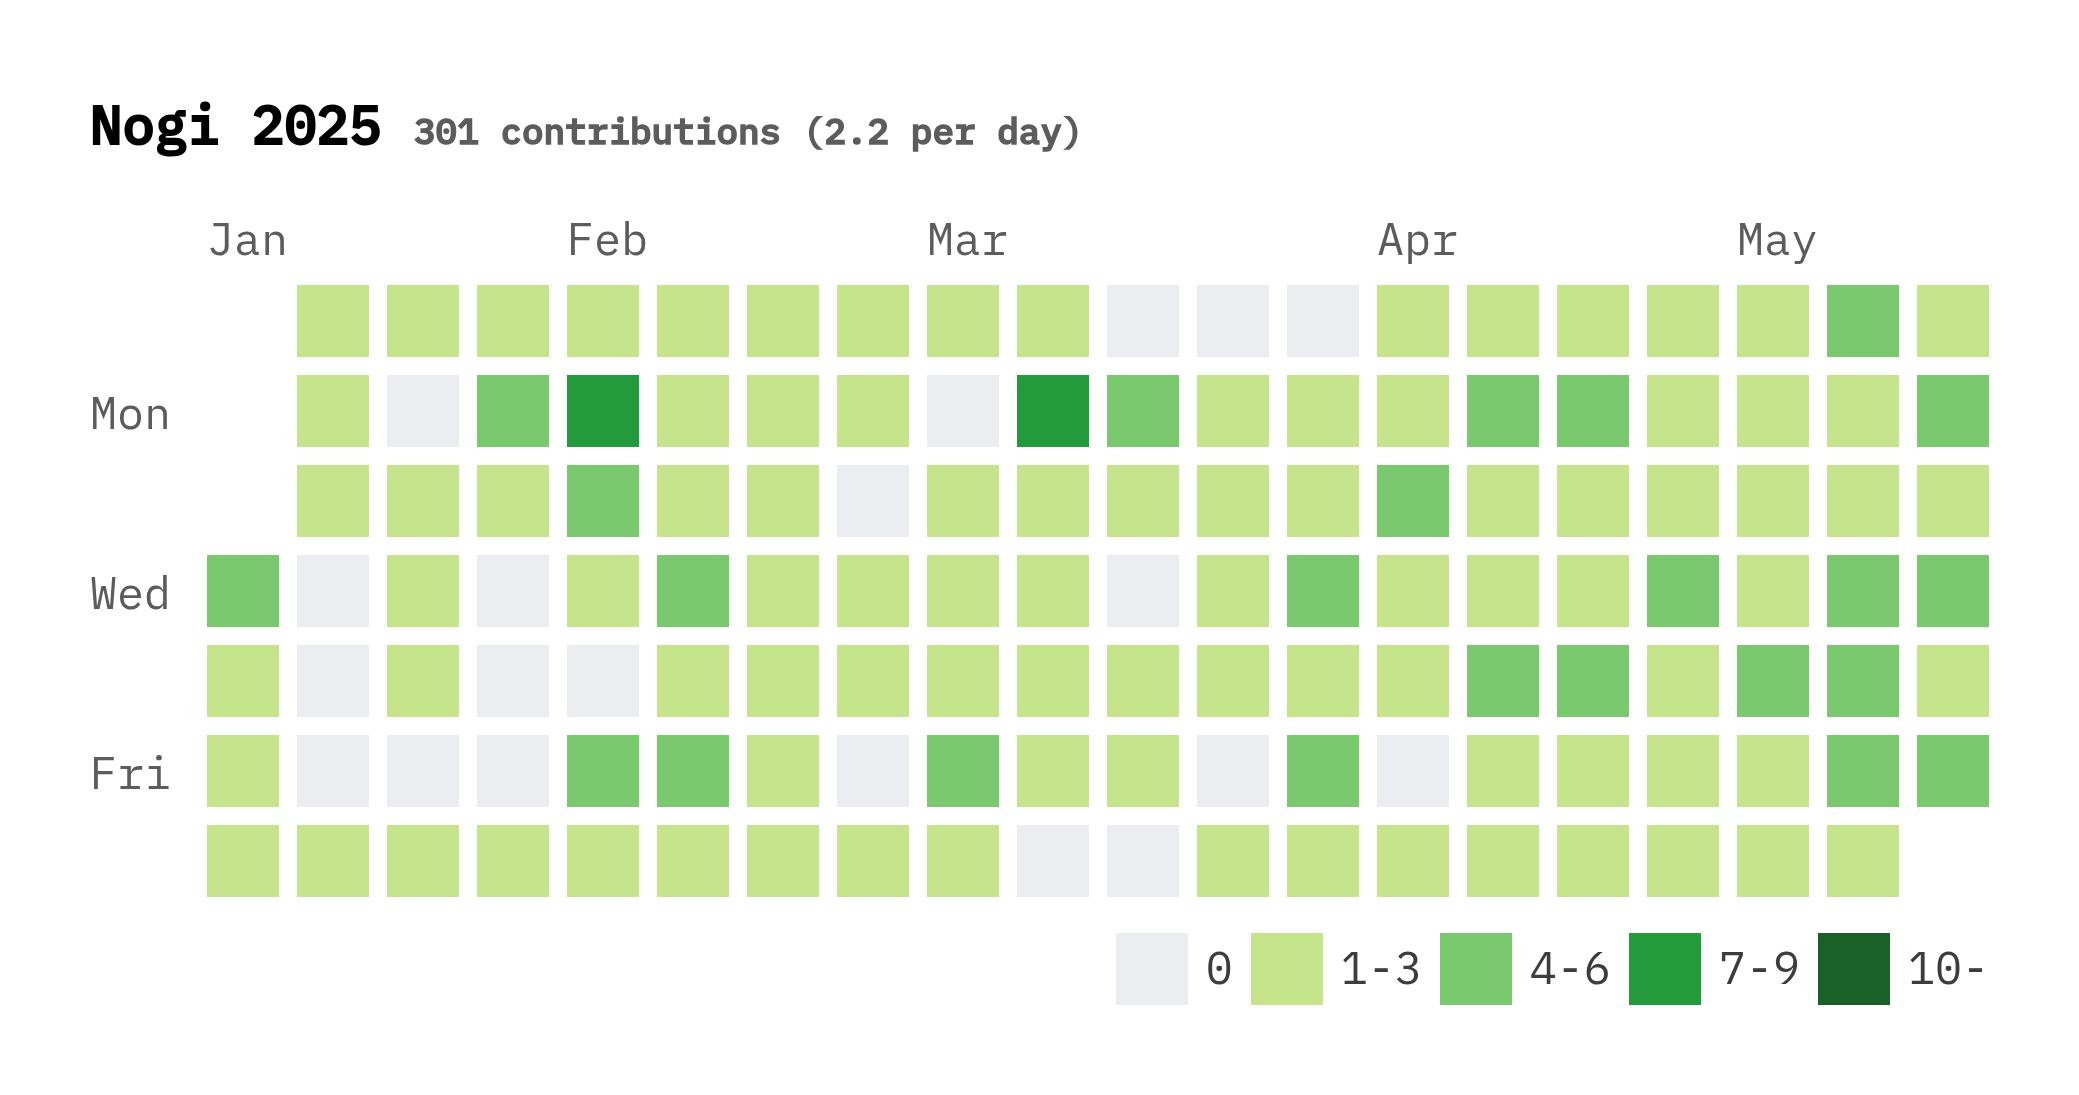 Nogi 2025 301 contributions (2.2 per day)
Jan Feb Mar Apr May
Mon
Wed
Fri
0 1-3 4-6 7-9 10-